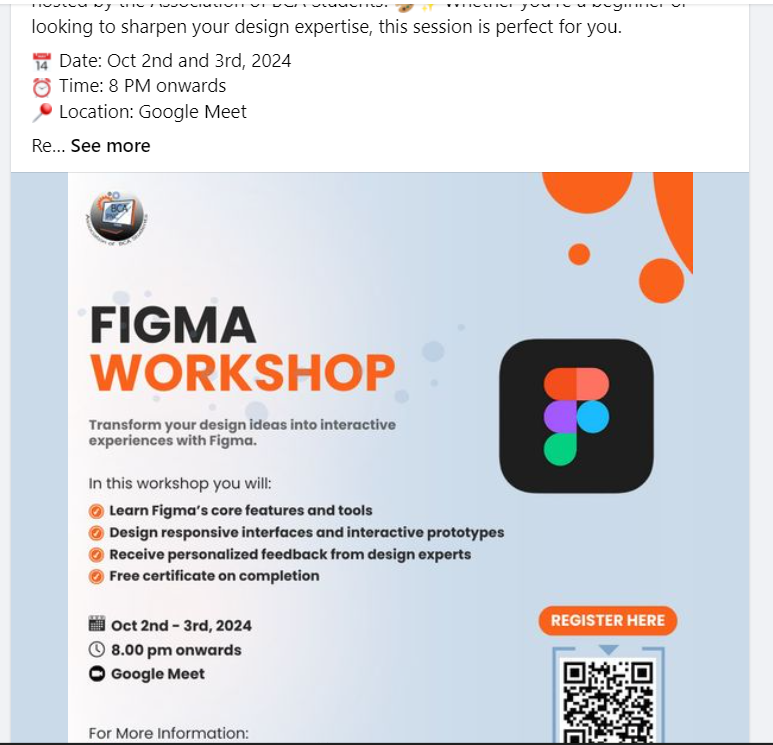 hosted by the Association of BCA Students!
Whether you're a beginner or
looking to sharpen your design expertise, this session is perfect for you.
14 Date: Oct 2nd and 3rd, 2024
Time: 8 PM onwards
Location: Google Meet
Re... See more
BCA
Association of BCA Students
FIGMA
WORKSHOP
Transform your design ideas into interactive
experiences with Figma.
In this workshop you will:
Learn Figma's core features and tools
Design responsive interfaces and interactive prototypes
Receive personalized feedback from design experts
Free certificate on completion
Oct 2nd - 3rd, 2024
8.00 pm onwards
Google Meet
REGISTER HERE
For More Information: